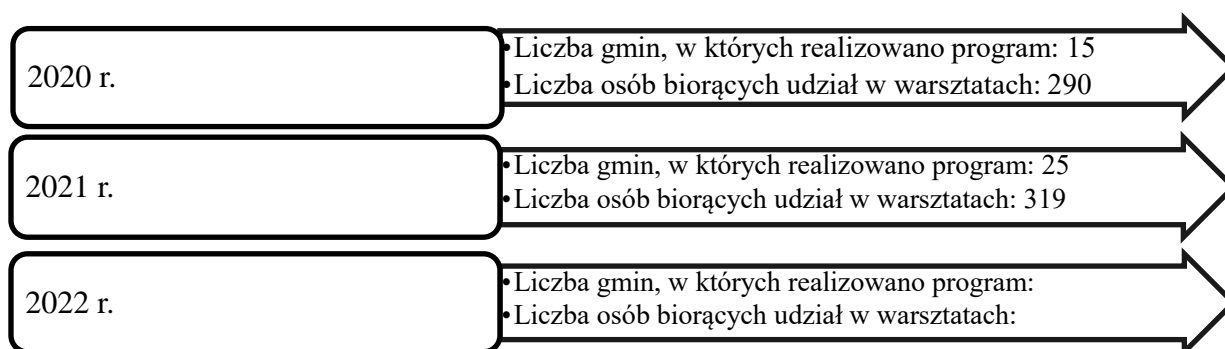 2020 r.
•Liczba gmin, w których realizowano program: 15
•Liczba osób biorących udział w warsztatach: 290
2021 r.
•Liczba gmin, w których realizowano program: 25
•Liczba osób biorących udział w warsztatach: 319
2022 r.
•Liczba gmin, w których realizowano program:
•Liczba osób biorących udział w warsztatach: